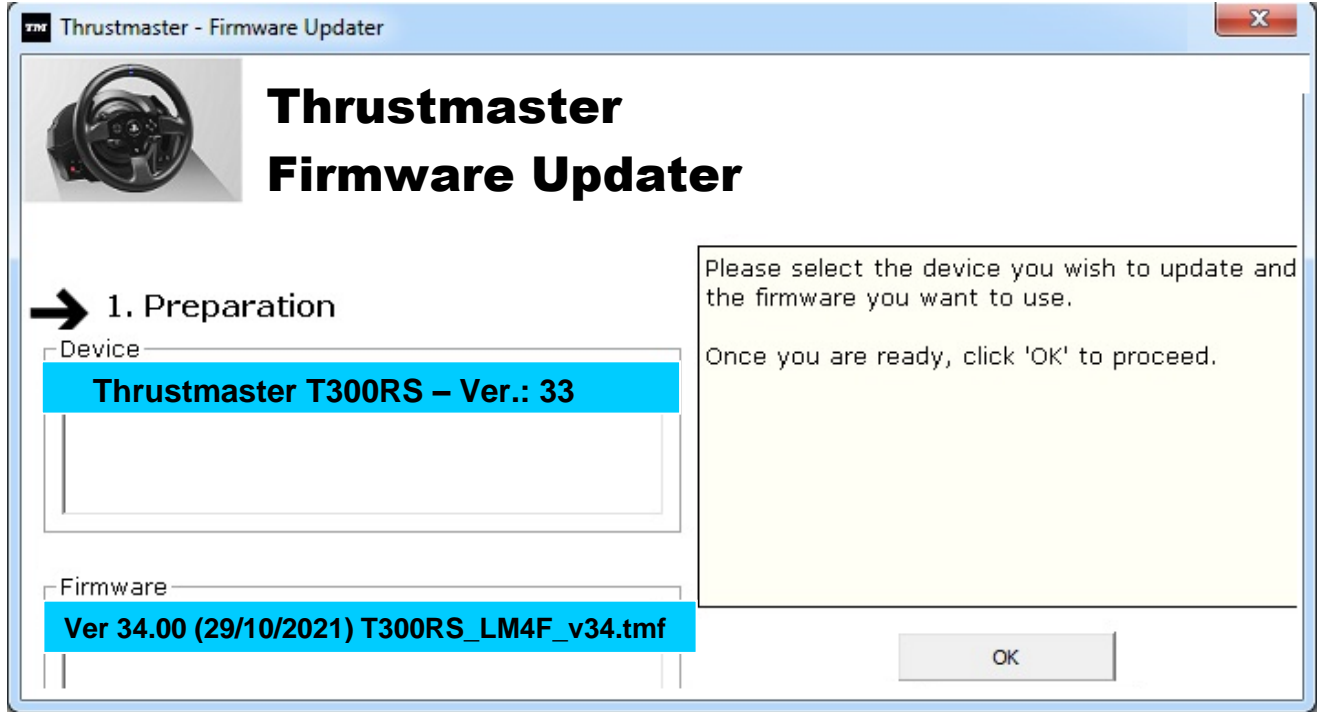 TM Thrustmaster - Firmware Updater
X
Thrustmaster
Firmware Updater
1. Preparation
Device
Thrustmaster T300RS – Ver.: 33
Firmware
Ver 34.00 (29/10/2021) T300RS_LM4F_v34.tmf
Please select the device you wish to update and
the firmware you want to use.
Once you are ready, click 'OK' to proceed.
OK